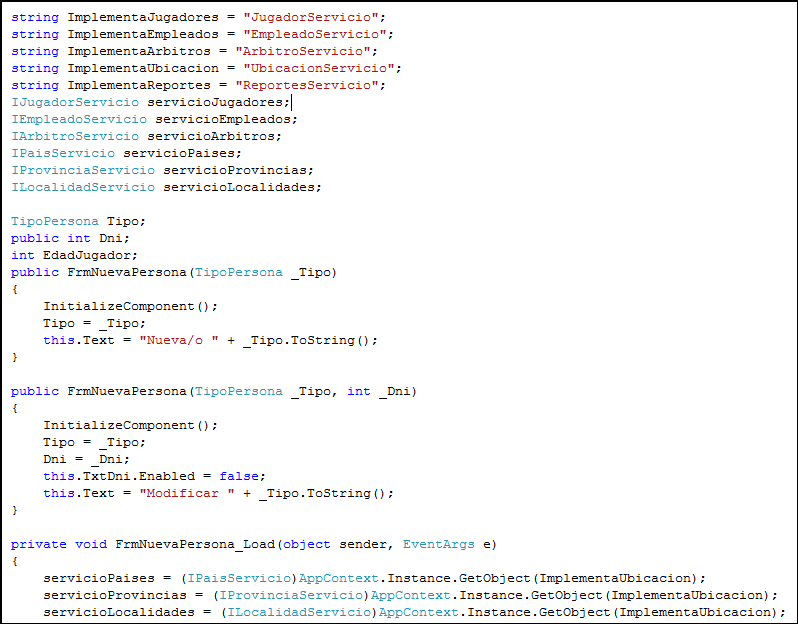 string ImplementaJugadores = "JugadorServicio";
string ImplementaEmpleados = "EmpleadoServicio";
string ImplementaArbitros = "ArbitroServicio";
string ImplementaUbicacion = "UbicacionServicio";
string ImplementaReportes = "ReportesServicio";
IJugadorServicio servicioJugadores;
IEmpleadoServicio servicioEmpleados;
IArbitroServicio servicioArbitros;
IPaisServicio servicioPaises;
IProvinciaServicio servicioProvincias;
ILocalidadServicio servicioLocalidades;

TipoPersona Tipo;
public int Dni;
int EdadJugador;
public FrmNuevaPersona(TipoPersona _Tipo)
{
    InitializeComponent();
    Tipo = _Tipo;
    this.Text = "Nueva/o " + _Tipo.ToString();
}

public FrmNuevaPersona(TipoPersona _Tipo, int _Dni)
{
    InitializeComponent();
    Tipo = _Tipo;
    Dni = _Dni;
    this.TxtDni.Enabled = false;
    this.Text = "Modificar " + _Tipo.ToString();
}

private void FrmNuevaPersona_Load(object sender, EventArgs e)
{
    servicioPaises = (IPaisServicio)AppContext.Instance.GetObject(ImplementaUbicacion);
    servicioProvincias = (IProvinciaServicio)AppContext.Instance.GetObject(ImplementaUbicacion);
    servicioLocalidades = (ILocalidadServicio)AppContext.Instance.GetObject(ImplementaUbicacion);